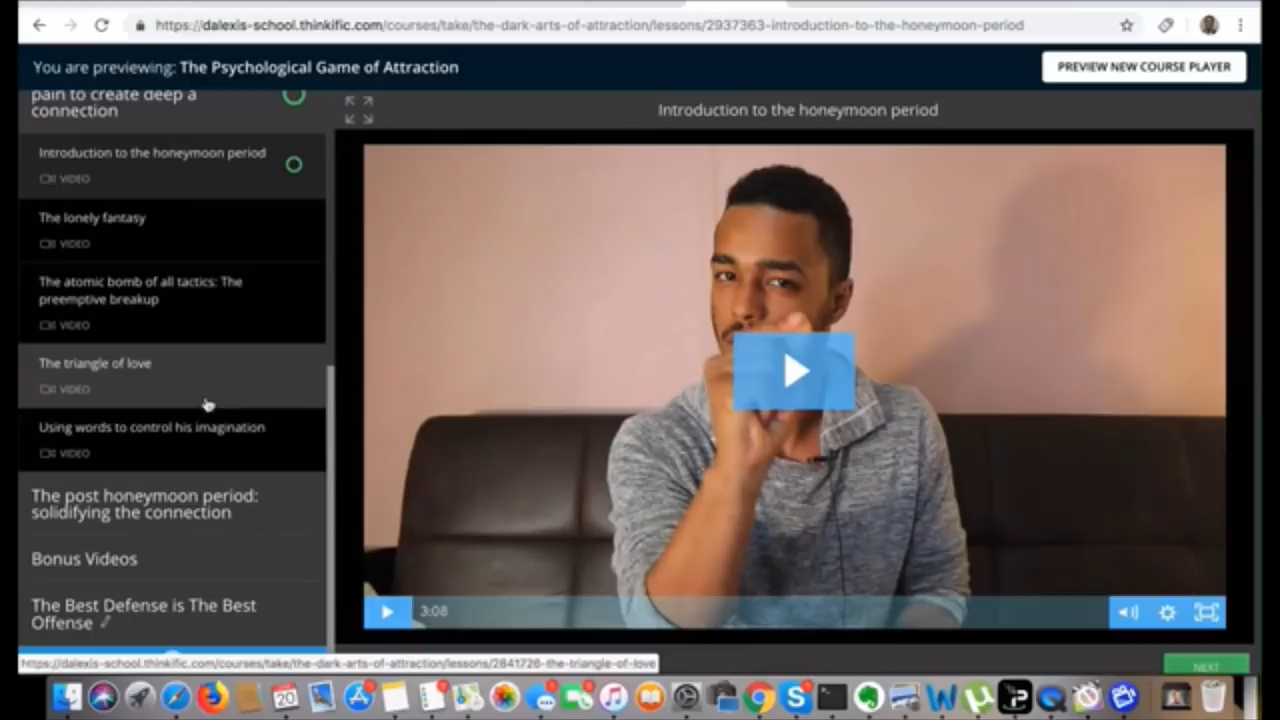 https://dalexis-school.thinkific.com/courses/take/the-dark-arts-of-attraction/lessons/2937363-introduction-to-the-honeymoon-period
You are previewing: The Psychological Game of Attraction
PREVIEW NEW COURSE PLAYER
pain to create deep a
connection
Introduction to the honeymoon period
VIDEO
The lonely fantasy
VIDEO
The atomic bomb of all tactics: The
preemptive breakup
VIDEO
The triangle of love
VIDEO
Using words to control his imagination
VIDEO
The post honeymoon period:
solidifying the connection
Bonus Videos
The Best Defense is The Best
Offense
https://dalexis-school.thinkific.com/courses/take/the-dark-arts-of-attraction/lessons/2841726-the-triangle-of-love
Introduction to the honeymoon period
3:08
NEXT
20